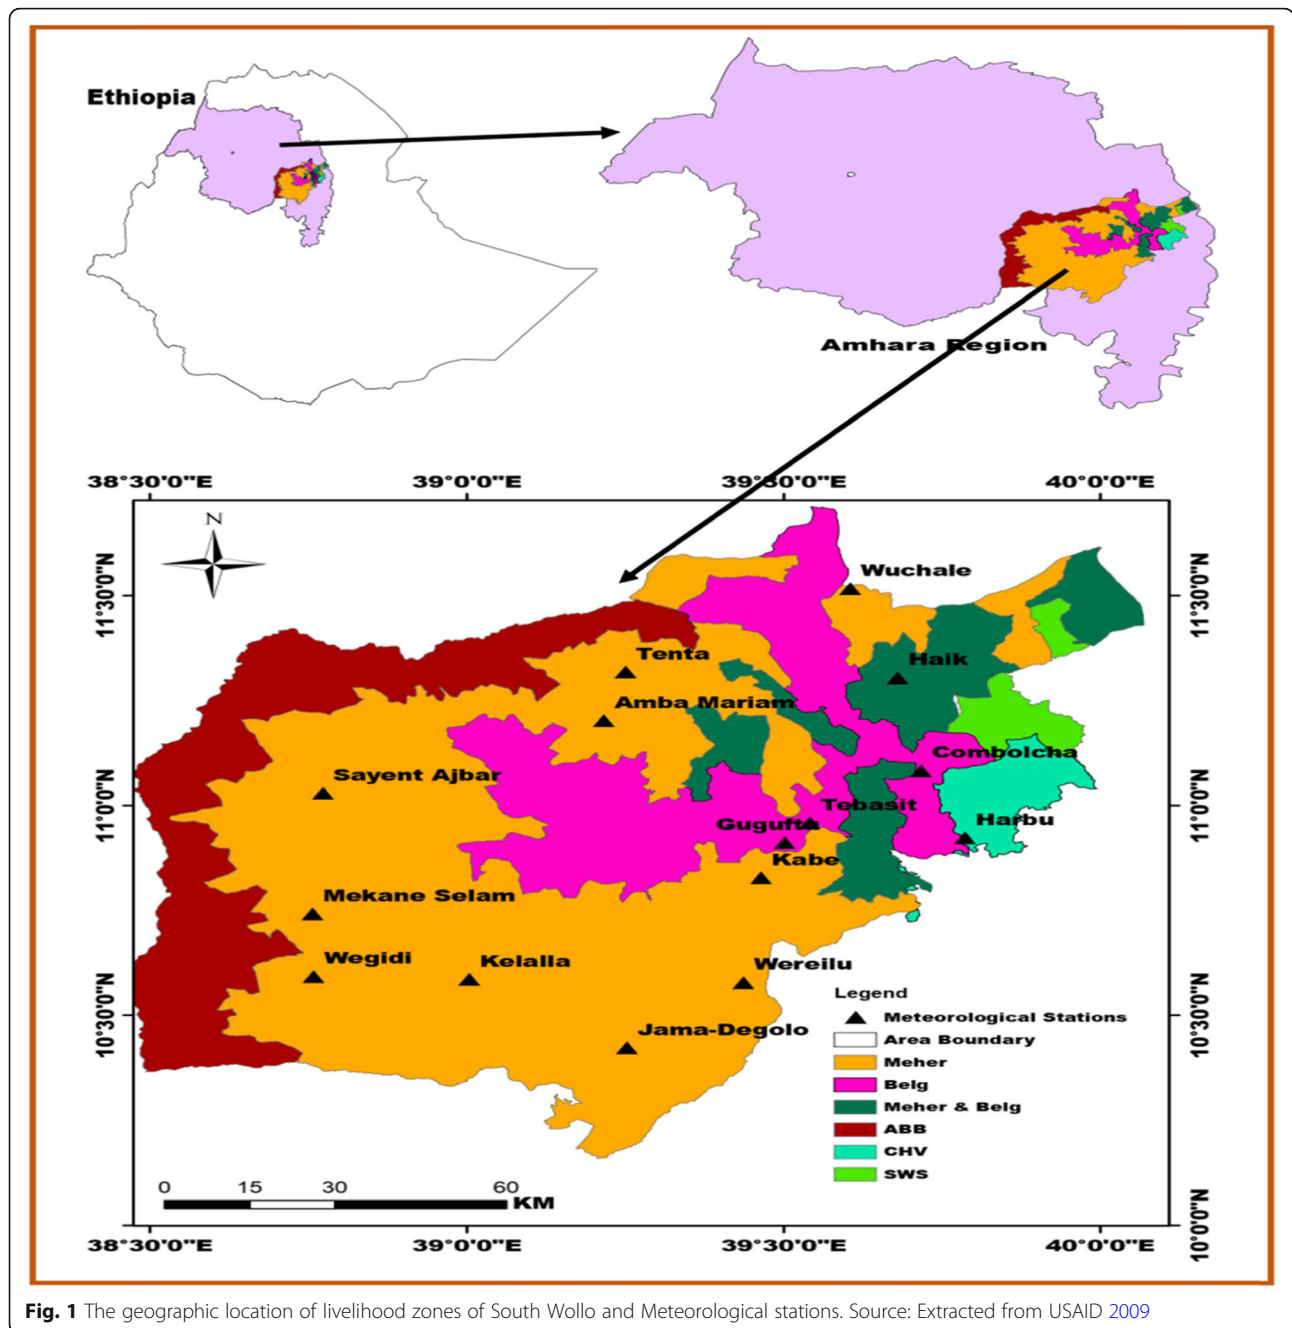 Ethiopia
Amhara Region
38°30'0"E 39°0'0"E 39°30'0"E 40°0'0"E
N
11°30'0"N
11°30'0"N
Wuchale
Tenta
Haik
Amba Mariam
Combolcha
Sayent Ajbar
11°0'0"N
11°0'0"N
Tebasit
Harbu
Guguftu
Kabe
Mekane Selam
Wegidi
Kelalla
Wereilu
10°30'0"N
10°30'0"N
Jama-Degolo
Legend
Meteorological Stations
Area Boundary
Meher
Belg
Meher & Belg
ABB
CHV
SWS
0 15 30 60
KM
10°0'0"N
38°30'0"E 39°0'0"E 39°30'0"E 40°0'0"E
Fig. 1 The geographic location of livelihood zones of South Wollo and Meteorological stations. Source: Extracted from USAID 2009